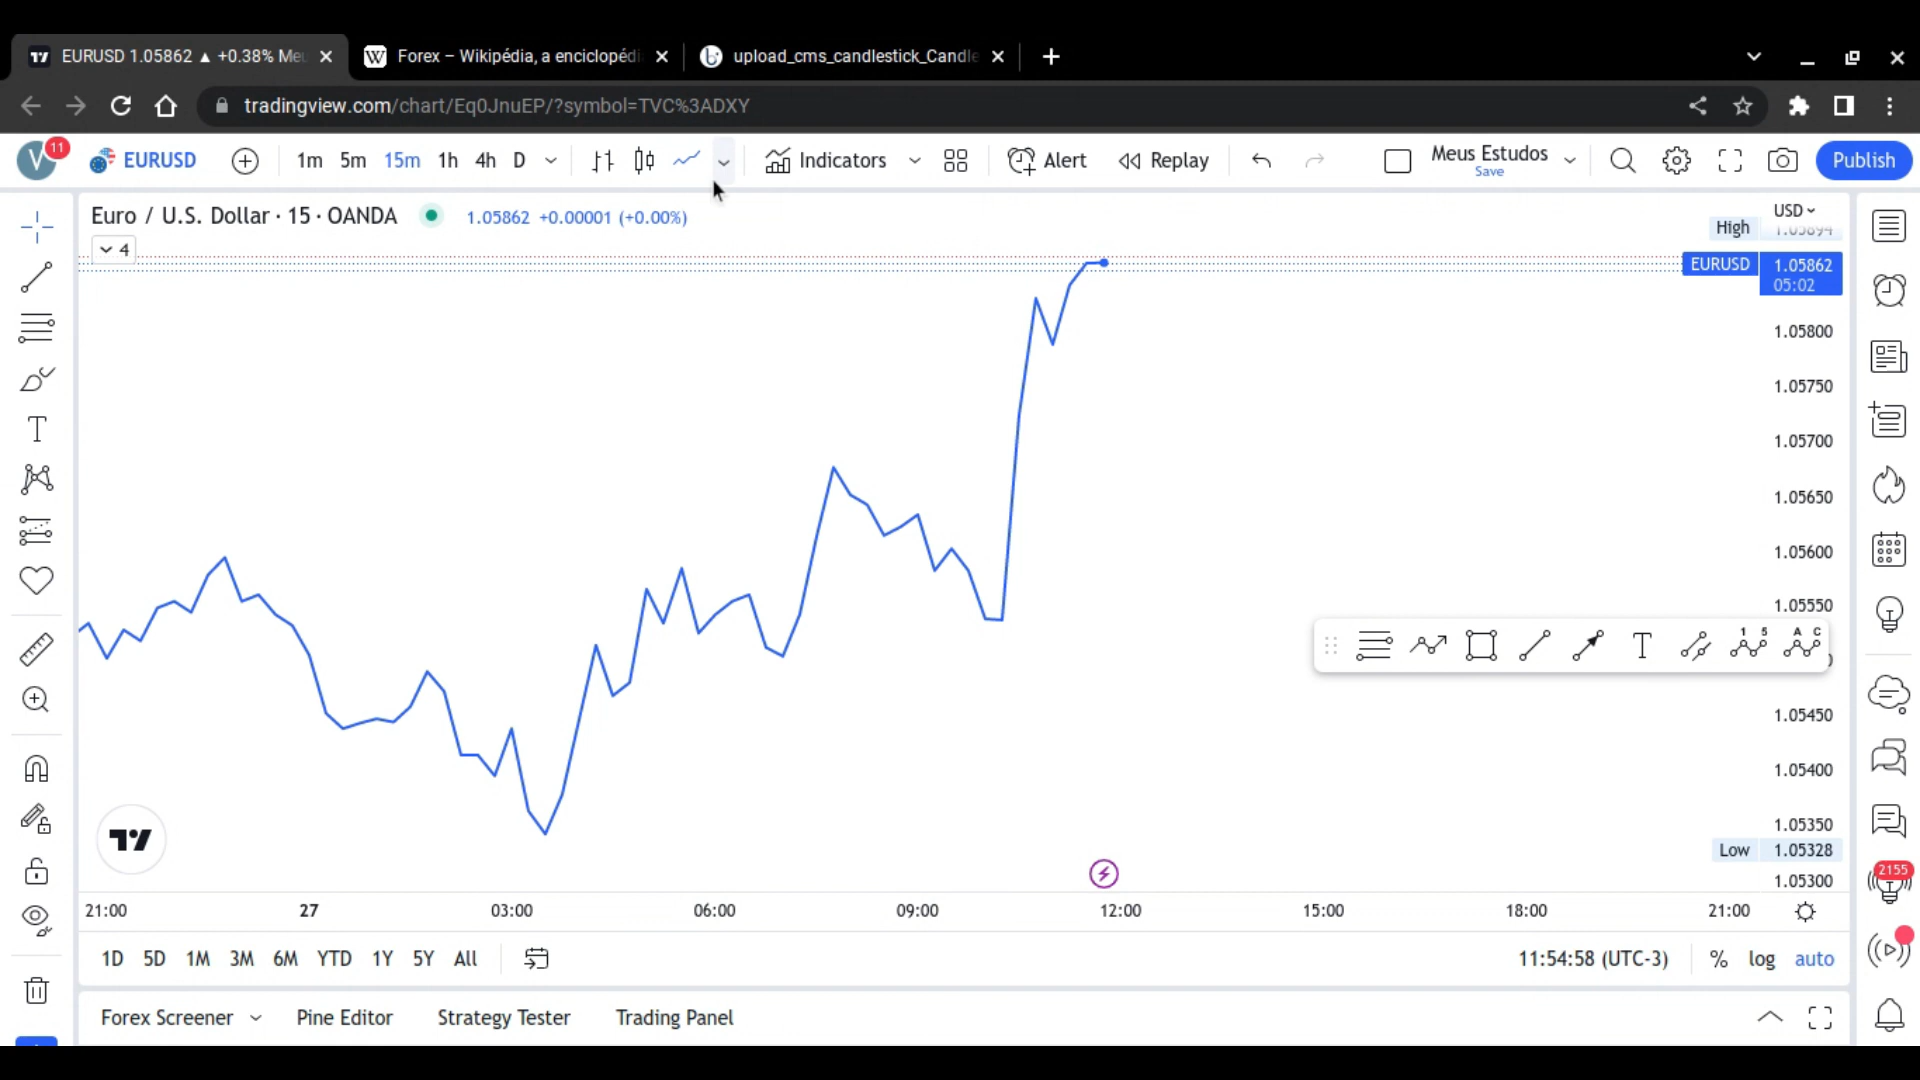 EURUSD 1.05862 ▲ +0.38% Meu
Forex – Wikipédia, a enciclopédi
upload_cms_candlestick_Candle
tradingview.com/chart/Eq0JnuEP/?symbol=TVC%3ADXY
V 11 EURUSD 1m 5m 15m 1h 4h D Indicators Alert Replay Meus Estudos Publish
Save
Euro / U.S. Dollar · 15 · OANDA 1.05862 +0.00001 (+0.00%)
USD
High 1.05894
4
EURUSD 1.05862
05:02
1.05800
1.05750
1.05700
1.05650
1.05600
1.05550
T
1 5
A C
1.05450
1.05400
1.05350
Low 1.05328
1.05300
21:00 27 03:00 06:00 09:00 12:00 15:00 18:00 21:00
2155
1D 5D 1M 3M 6M YTD 1Y 5Y All 11:54:58 (UTC-3) % log auto
Forex Screener Pine Editor Strategy Tester Trading Panel